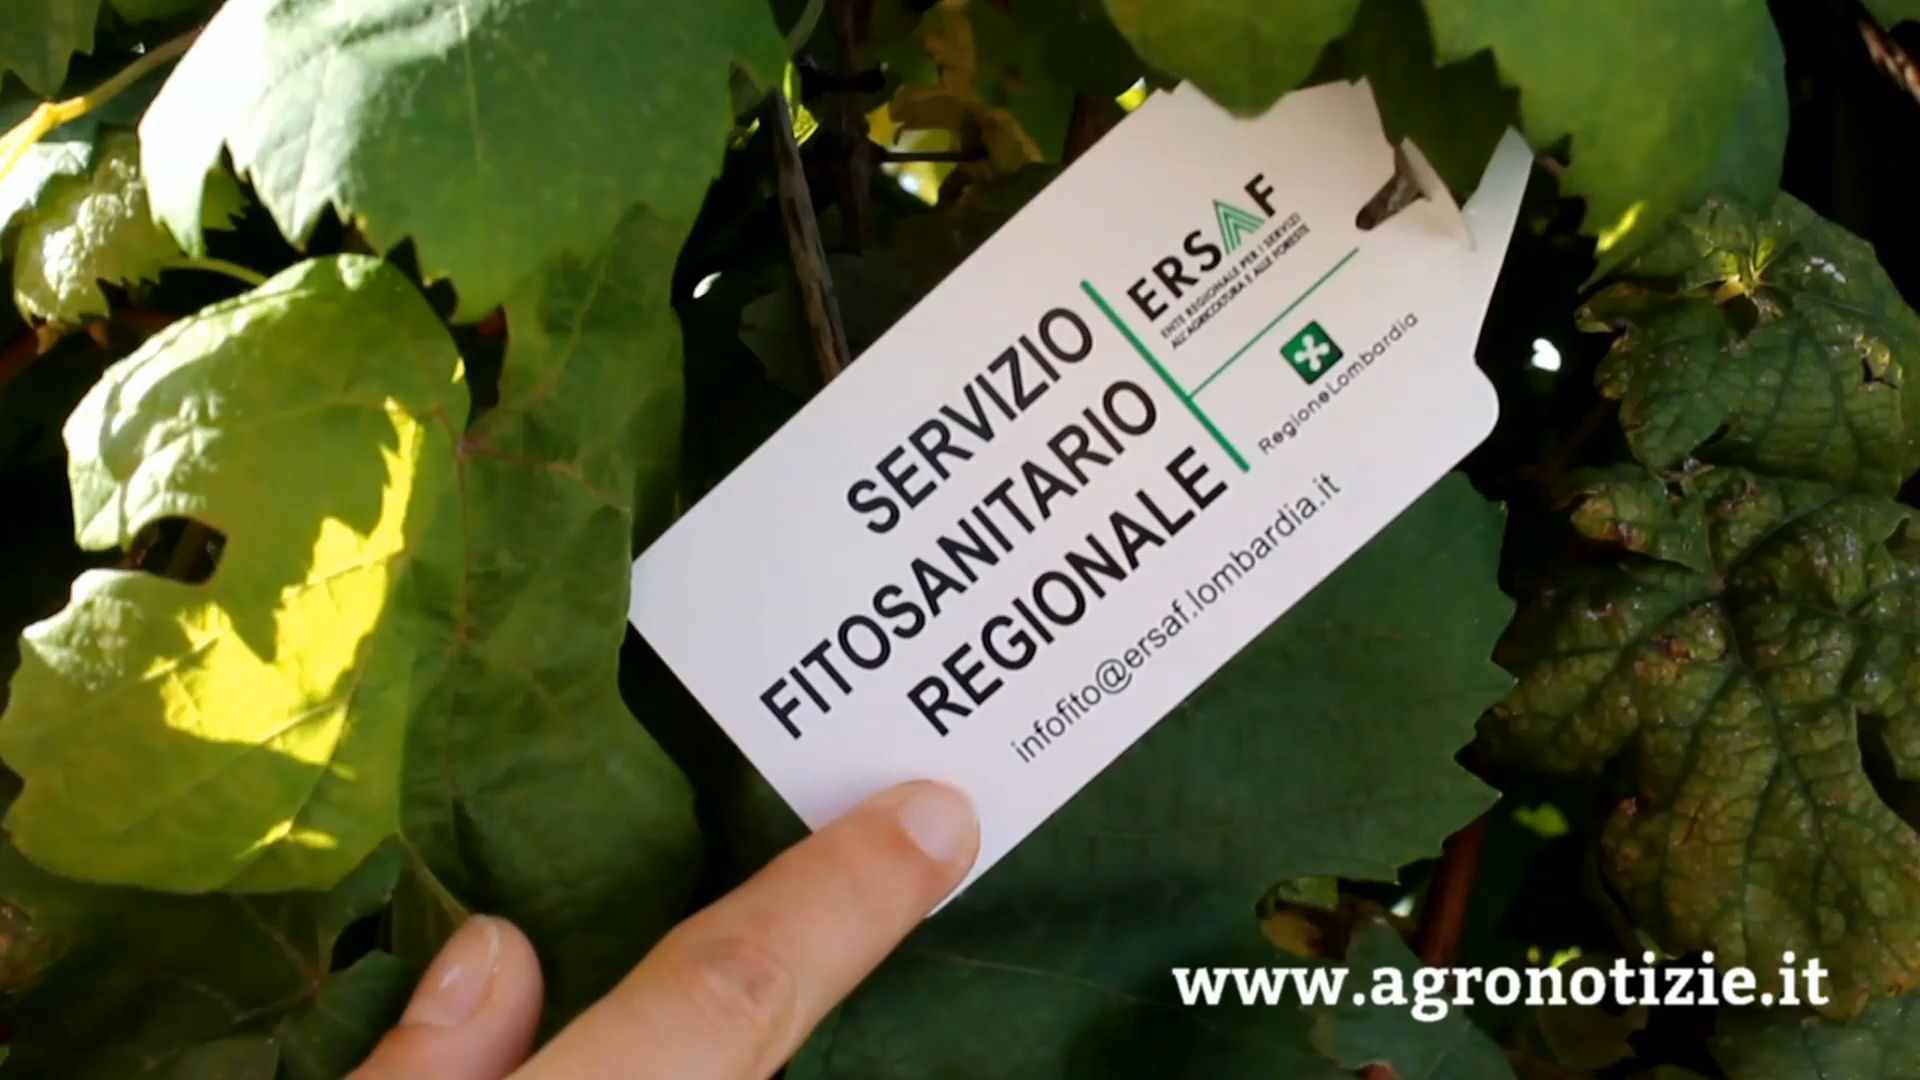 ERSAF
ENTE REGIONALE PER I SERVIZI
ALL'AGRICOLTURA E ALLE FORESTE
RegioneLombardia
SERVIZIO
FITOSANITARIO
REGIONALE
infofito@ersaf.lombardia.it
www.agronotizie.it